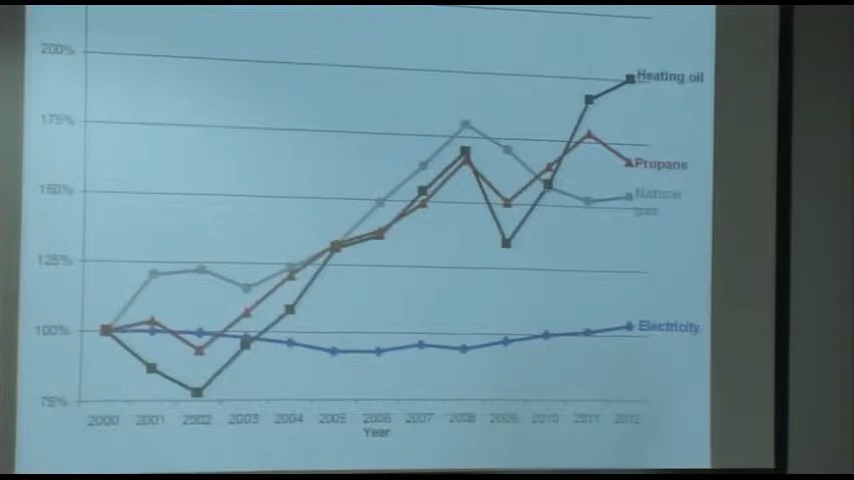 200%
Heating oil
175%
Propane
150%
Natural
gas
125%
100%
Electricity
75%
2000 2001 2002 2003 2004 2005 2006 2007 2008 2009 2010 2011 2012
Year